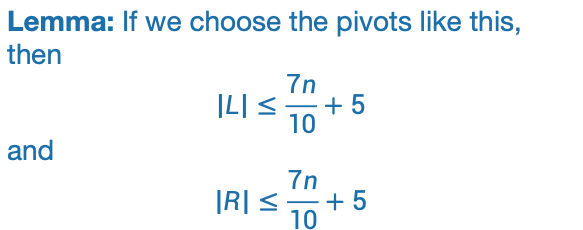 Lemma: If we choose the pivots like this,
then
|L| ≤ 7n/10 + 5
and
|R| ≤ 7n/10 + 5